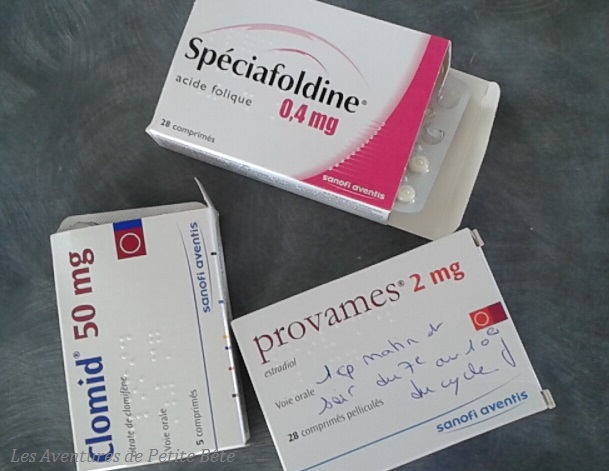 Spéciafoldine®
acide folique
0,4 mg
28 comprimés
sanofi aventis
Clomid® 50 mg
citrate de clomifène
Voie orale
5 comprimés
sanofi aventis
provames® 2 mg
estradiol
Voie orale
1 cp matin et
soir du 7e au 10e
du cycle
28 comprimés pelliculés
sanofi aventis
Les Aventures de Petite Bête